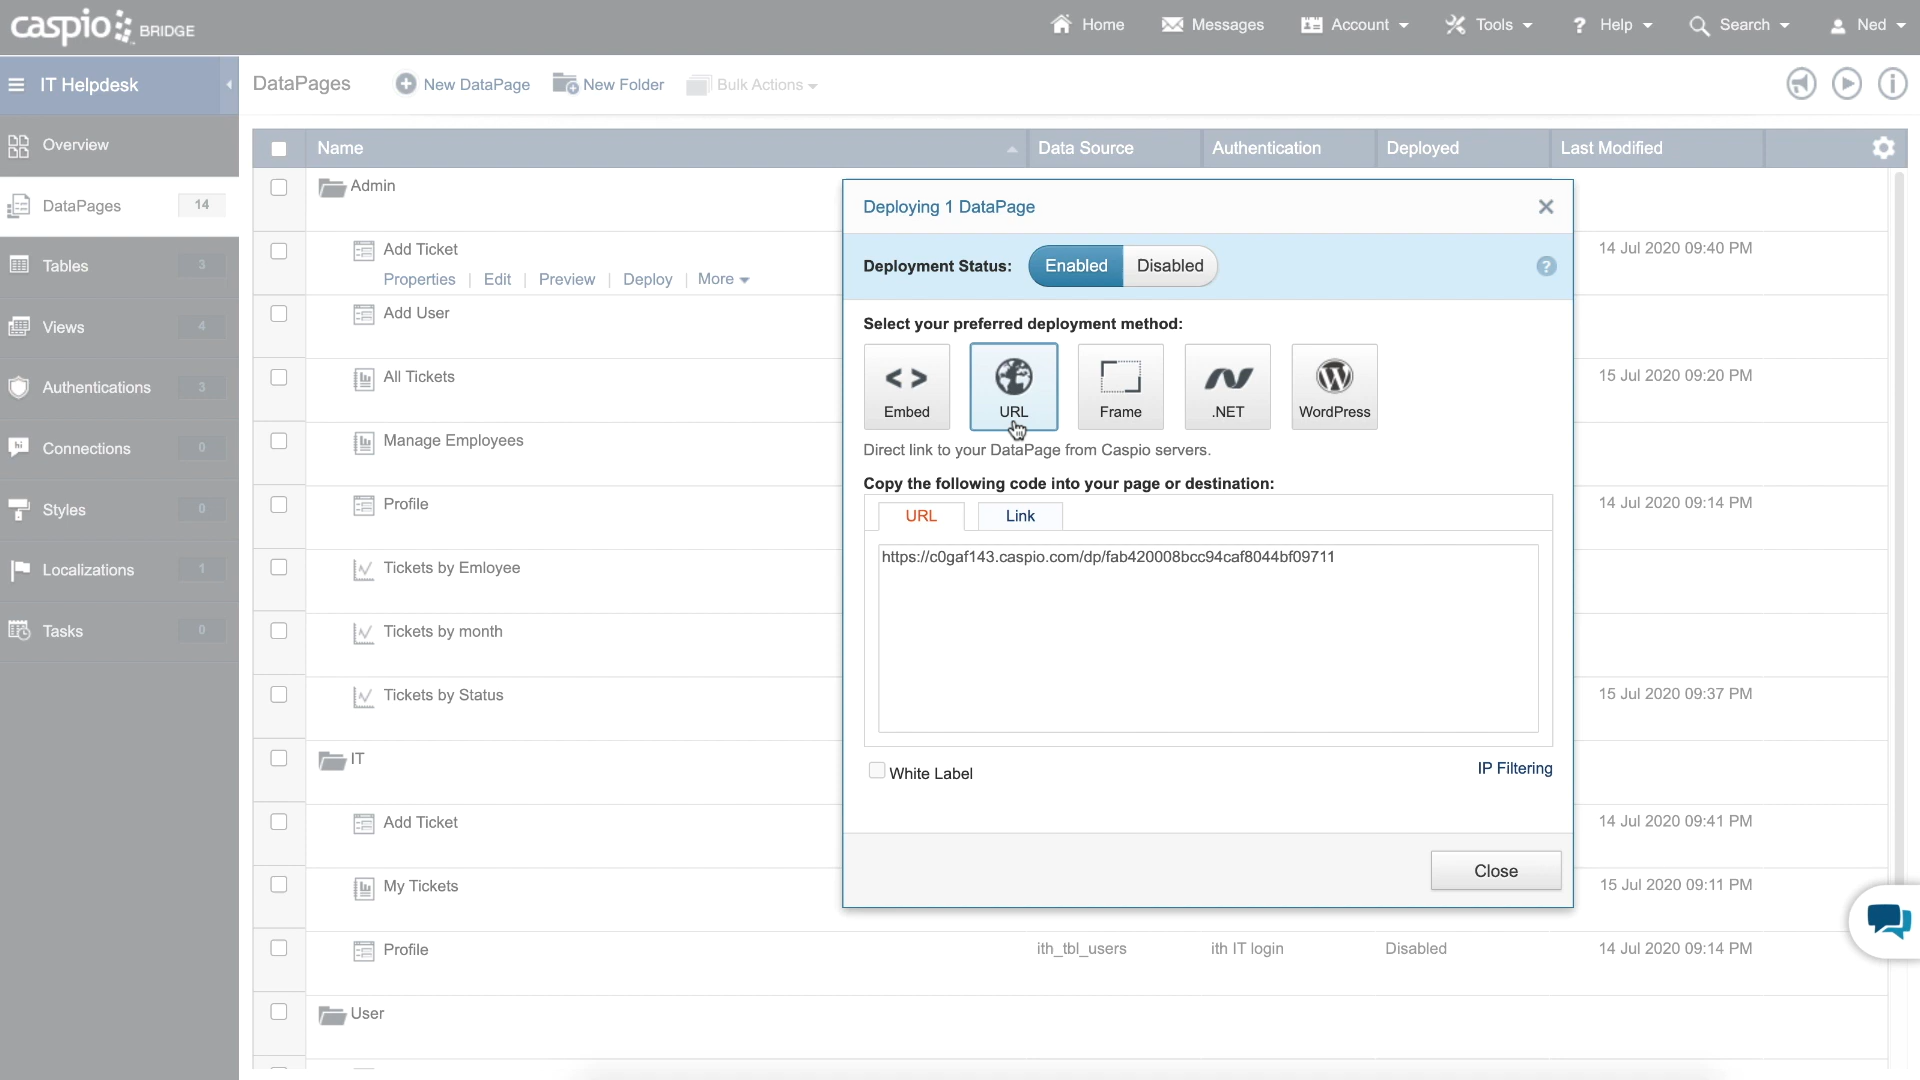 caspio BRIDGE
Home
Messages
Account
Tools
? Help
Search
Ned
IT Helpdesk
DataPages
New DataPage
New Folder
Bulk Actions
Overview
DataPages 14
Tables 3
Views 4
Authentications 3
Connections 0
Styles 0
Localizations 1
Tasks 0
Name
Data Source
Authentication
Deployed
Last Modified
Admin
Add Ticket
14 Jul 2020 09:40 PM
Properties | Edit | Preview | Deploy | More
Add User
All Tickets
15 Jul 2020 09:20 PM
Manage Employees
Profile
14 Jul 2020 09:14 PM
Tickets by Emloyee
Tickets by month
Tickets by Status
15 Jul 2020 09:37 PM
IT
Add Ticket
14 Jul 2020 09:41 PM
My Tickets
15 Jul 2020 09:11 PM
Profile
ith_tbl_users
ith IT login
Disabled
14 Jul 2020 09:14 PM
User
Deploying 1 DataPage
Deployment Status:
Enabled
Disabled
?
Select your preferred deployment method:
Embed
URL
Frame
.NET
WordPress
Direct link to your DataPage from Caspio servers.
Copy the following code into your page or destination:
URL
Link
https://c0gaf143.caspio.com/dp/fab420008bcc94caf8044bf09711
White Label
IP Filtering
Close